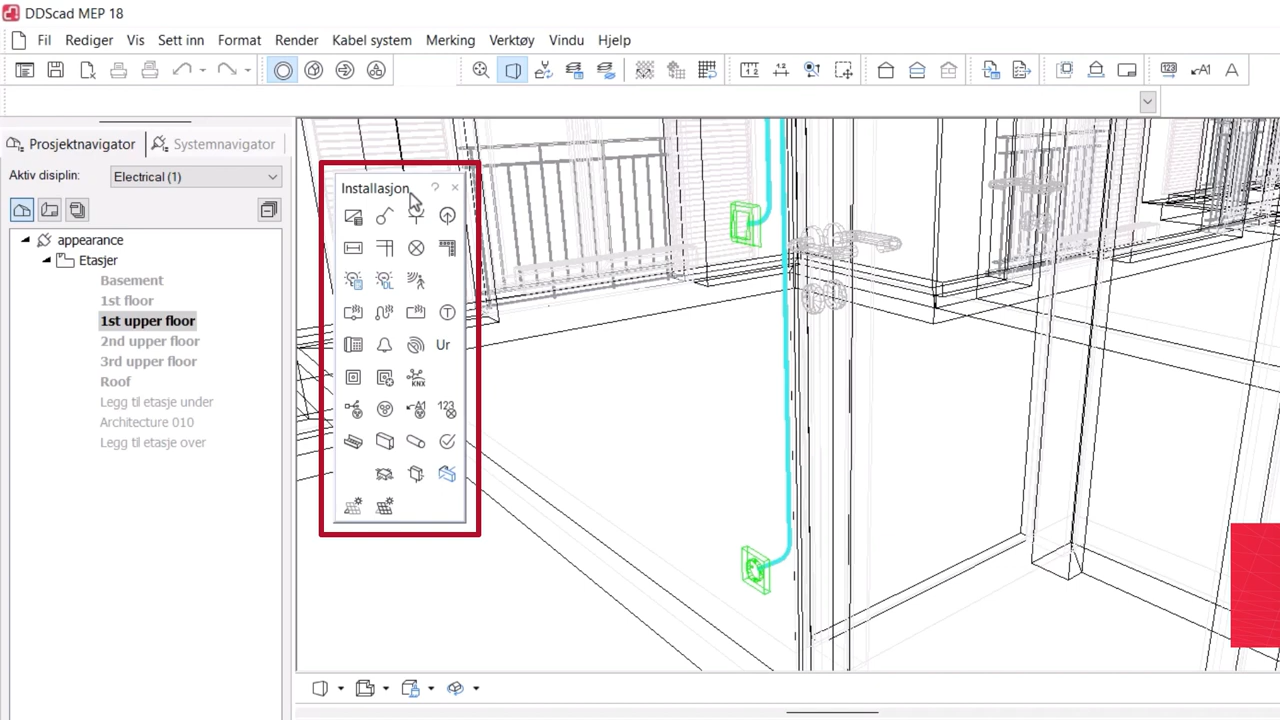 DDScad MEP 18
Fil Rediger Vis Sett inn Format Render Kabel system Merking Verktøy Vindu Hjelp
Prosjektnavigator Systemnavigator
Aktiv disiplin: Electrical (1)
appearance
Etasjer
Basement
1st floor
1st upper floor
2nd upper floor
3rd upper floor
Roof
Legg til etasje under
Architecture 010
Legg til etasje over
Installasjon
Ur
KNX